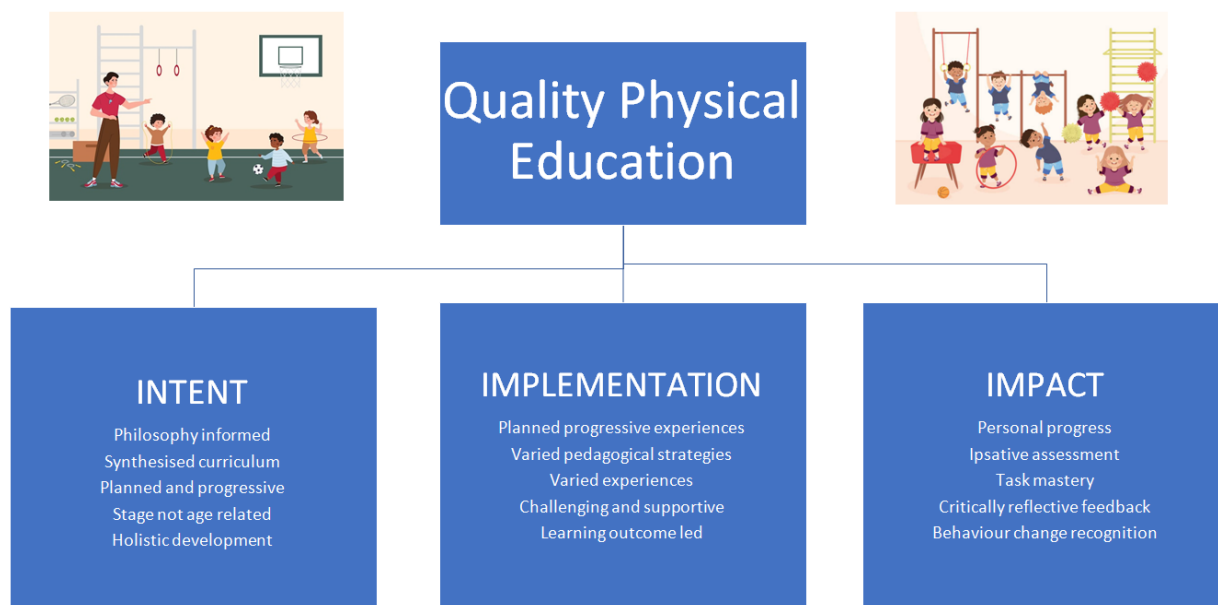 Quality Physical
Education
INTENT
Philosophy informed
Synthesised curriculum
Planned and progressive
Stage not age related
Holistic development
IMPLEMENTATION
Planned progressive experiences
Varied pedagogical strategies
Varied experiences
Challenging and supportive
Learning outcome led
IMPACT
Personal progress
Ipsative assessment
Task mastery
Critically reflective feedback
Behaviour change recognition